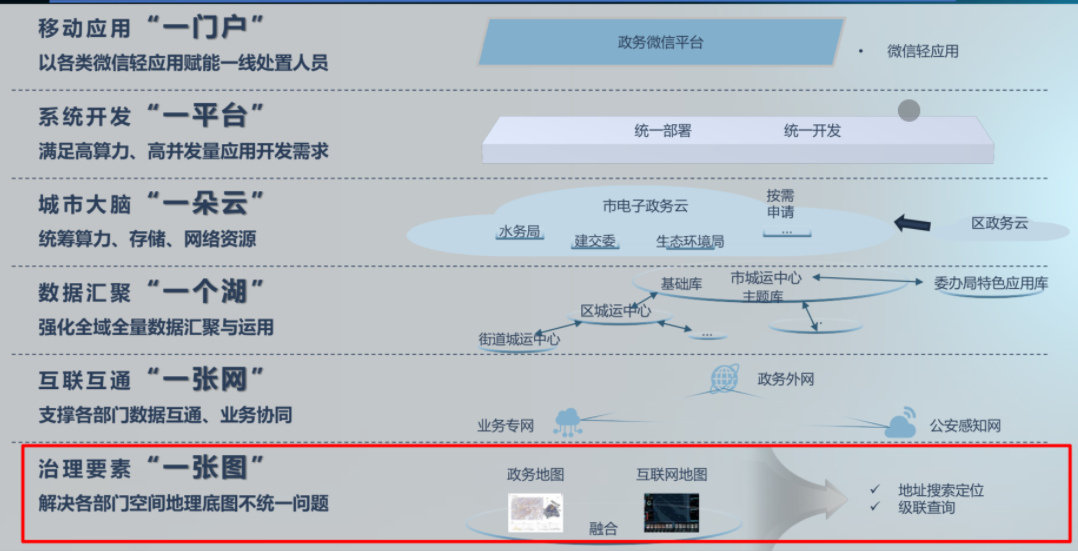 移动应用 “一门户”
以各类微信轻应用赋能一线处置人员
政务微信平台
• 微信轻应用
系统开发 “一平台”
满足高算力、高并发量应用开发需求
统一部署 统一开发
城市大脑 “一朵云”
统筹算力、存储、网络资源
市电子政务云
按需
申请
...
水务局
建交委
生态环境局
区政务云
数据汇聚 “一个湖”
强化全域全量数据汇聚与运用
基础库
市城运中心
主题库
委办局特色应用库
区城运中心
街道城运中心
...
..
互联互通 “一张网”
支撑各部门数据互通、业务协同
政务外网
业务专网
公安感知网
治理要素 “一张图”
解决各部门空间地理底图不统一问题
政务地图
互联网地图
融合
✓ 地址搜索定位
✓ 级联查询